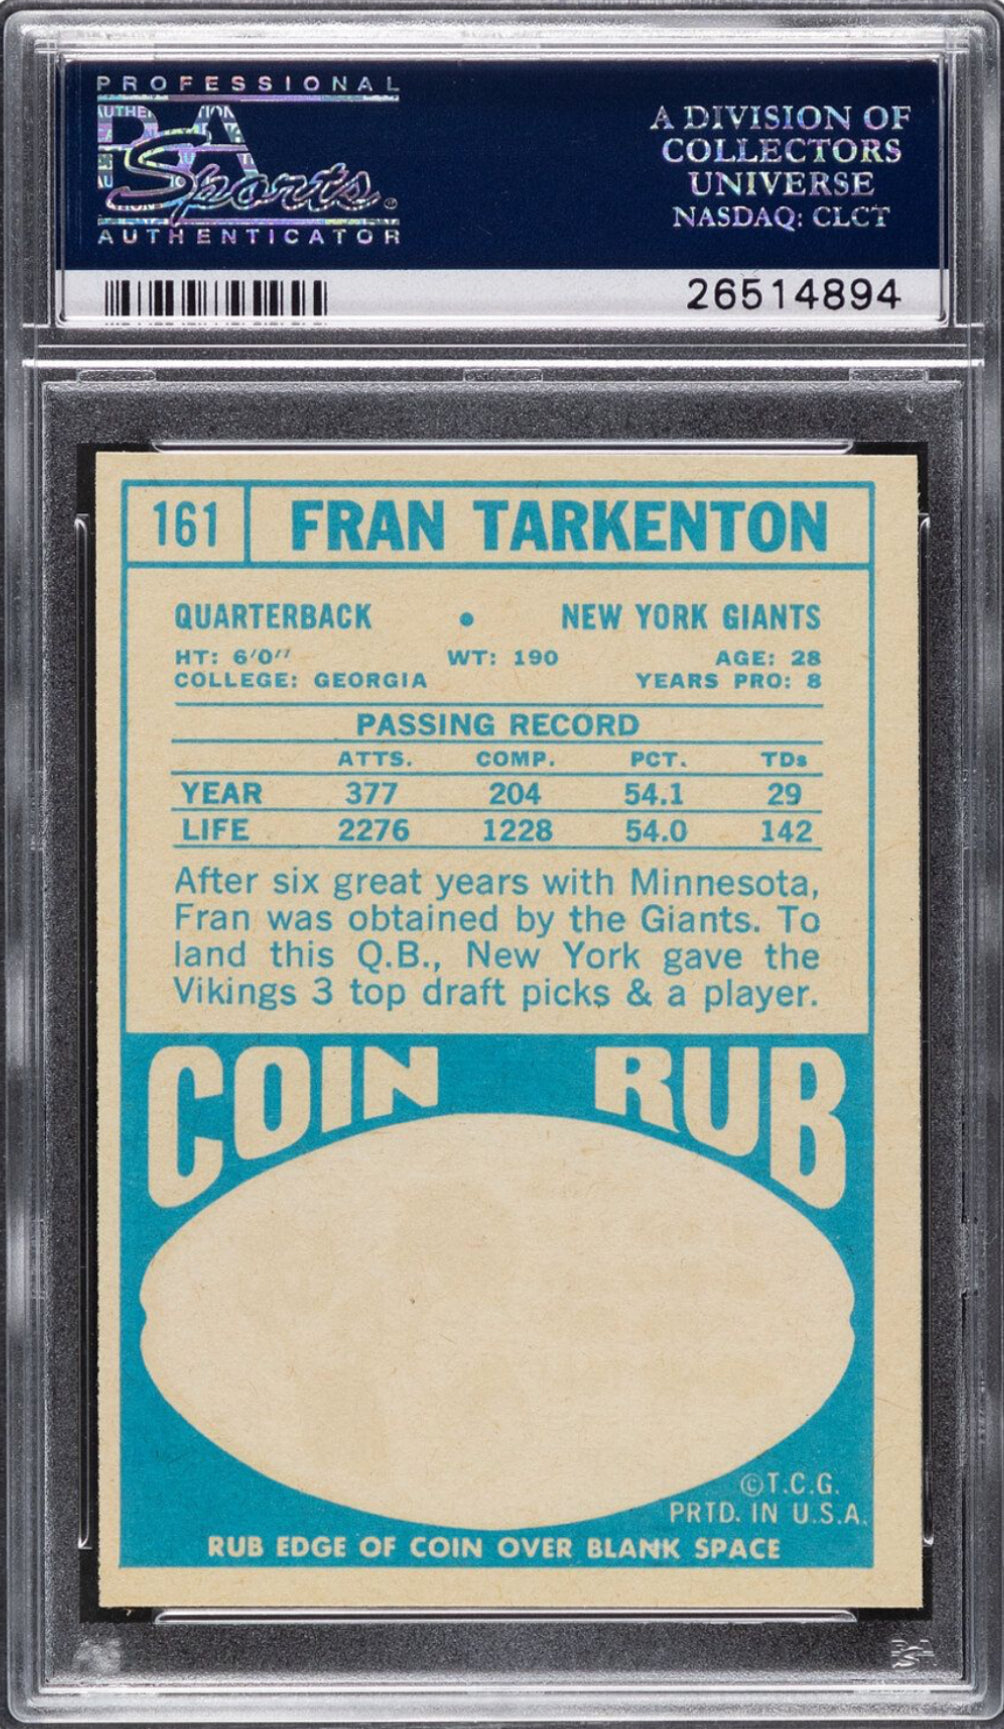 PROFESSIONAL
PSA
Sports
AUTHENTICATOR
A DIVISION OF
COLLECTORS
UNIVERSE
NASDAQ: CLCT
26514894
161 FRAN TARKENTON
QUARTERBACK • NEW YORK GIANTS
HT: 6'0" WT: 190 AGE: 28
COLLEGE: GEORGIA YEARS PRO: 8
PASSING RECORD
ATTS. COMP. PCT. TDs
YEAR 377 204 54.1 29
LIFE 2276 1228 54.0 142
After six great years with Minnesota,
Fran was obtained by the Giants. To
land this Q.B., New York gave the
Vikings 3 top draft picks & a player.
COIN RUB
©T.C.G.
PRTD. IN U.S.A.
RUB EDGE OF COIN OVER BLANK SPACE